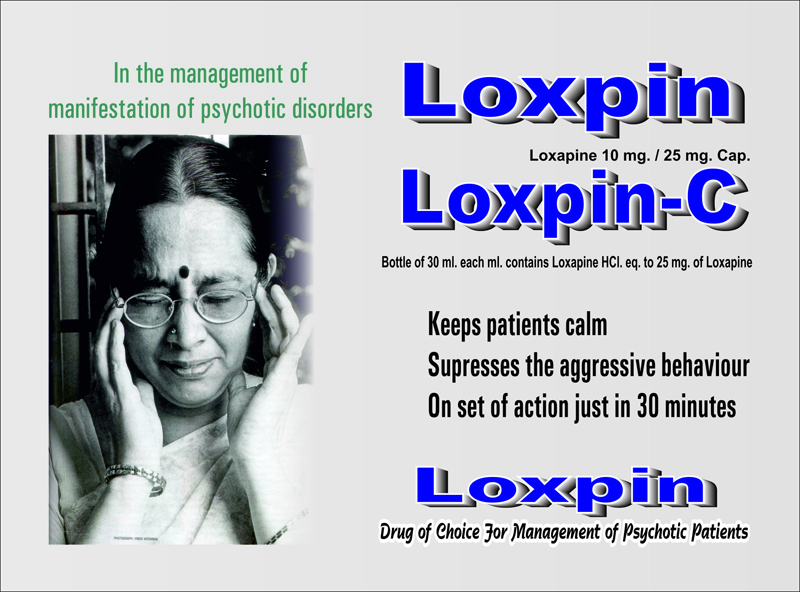 In the management of
manifestation of psychotic disorders
Loxpin
Loxapine 10 mg. / 25 mg. Cap.
Loxpin-C
Bottle of 30 ml. each ml. contains Loxapine HCl. eq. to 25 mg. of Loxapine
Keeps patients calm
Supresses the aggressive behaviour
On set of action just in 30 minutes
Loxpin
Drug of Choice For Management of Psychotic Patients